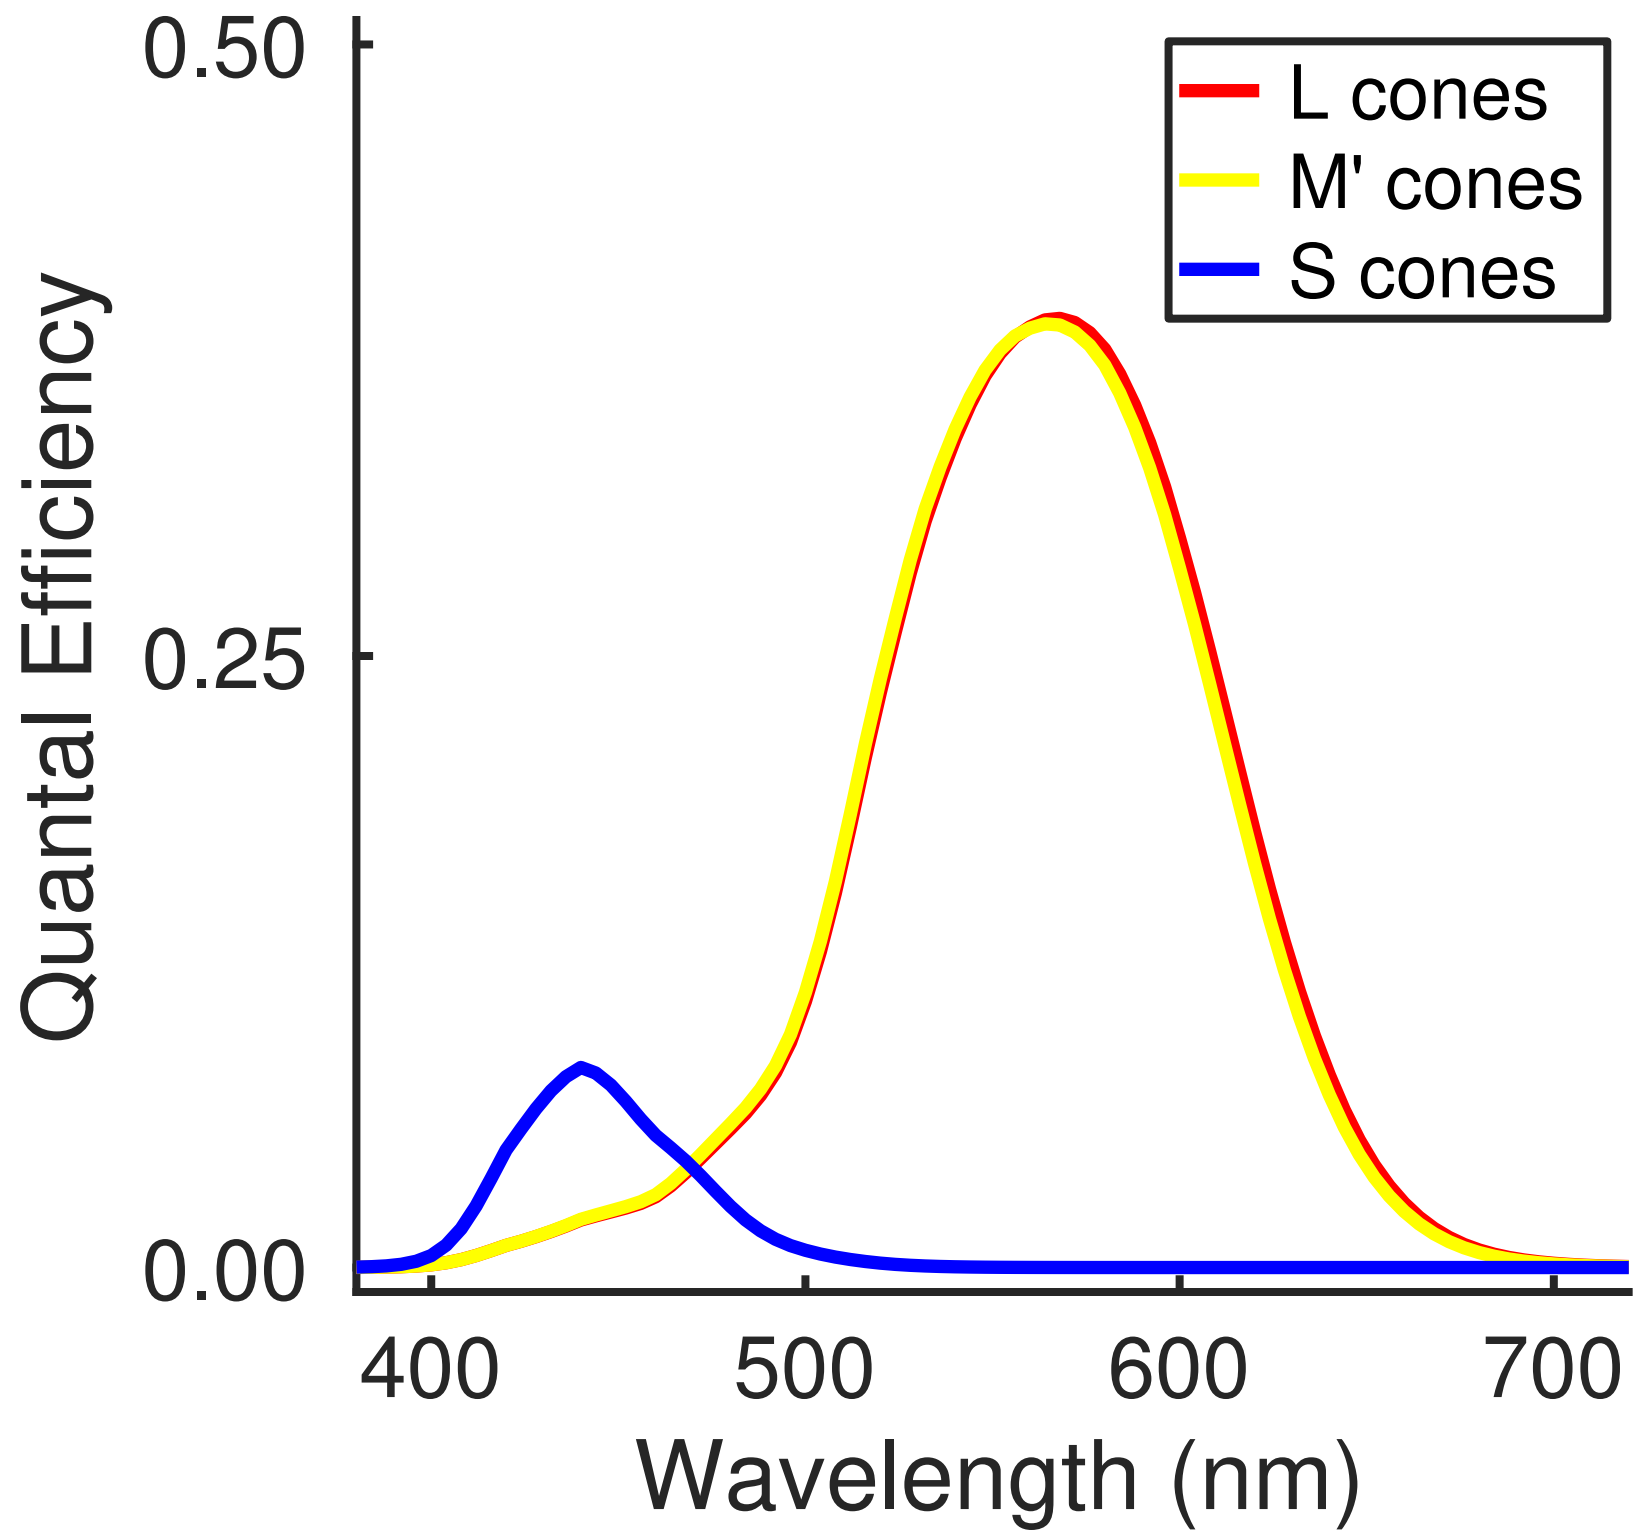 0.50
0.25
0.00
Quantal Efficiency
L cones
M' cones
S cones
400 500 600 700
Wavelength (nm)